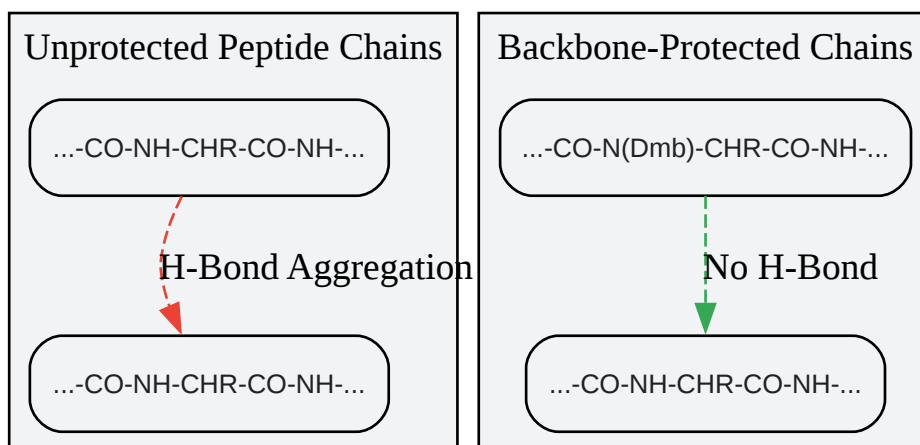 Unprotected Peptide Chains
...-CO-NH-CHR-CO-NH-...
H-Bond Aggregation
...-CO-NH-CHR-CO-NH-...
Backbone-Protected Chains
...-CO-N(Dmb)-CHR-CO-NH-...
No H-Bond
...-CO-NH-CHR-CO-NH-...